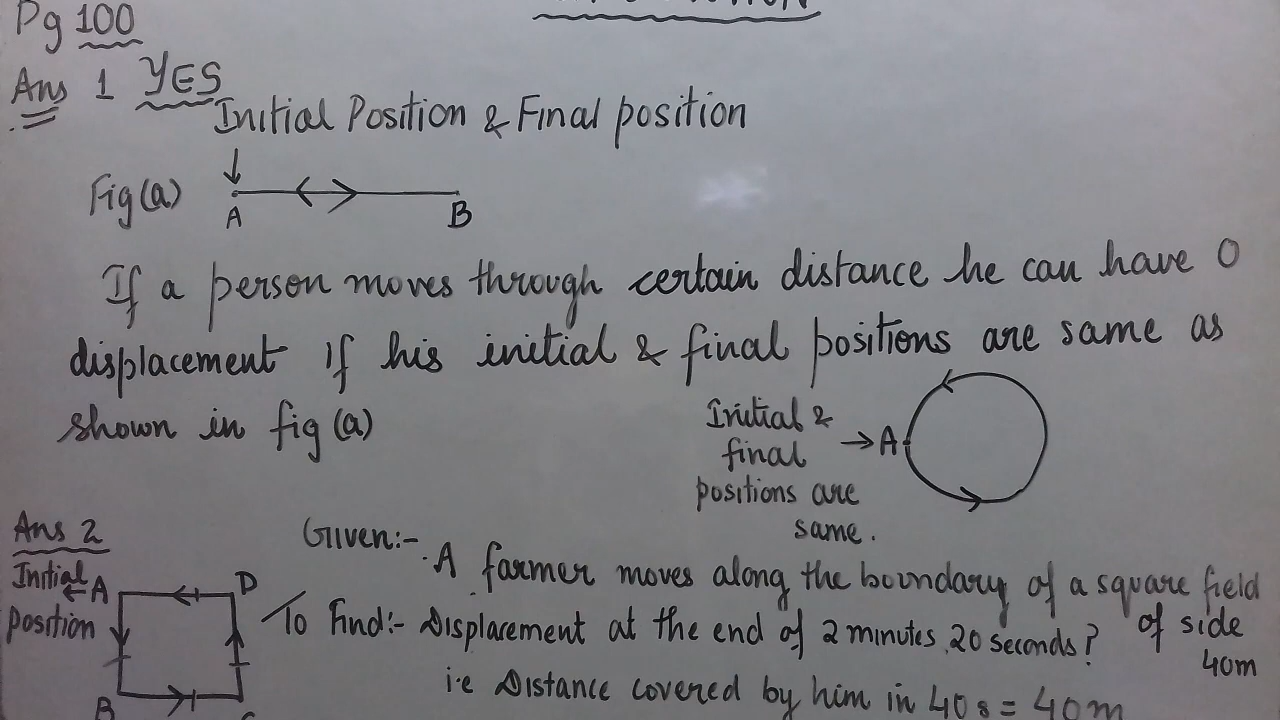 Pg 100
Ans 1 YES
Initial Position & Final position
Fig(a)
A B
If a person moves through certain distance he can have 0
displacement if his initial & final positions are same as
shown in fig (a)
Initial &
final
positions are
same.
→ A
Ans 2
Initial
position
← A
D
B
Given:-
A farmer moves along the boundary of a square field
of side
40m
To Find:- Displacement at the end of 2 minutes 20 seconds?
i.e Distance covered by him in 40s = 40m